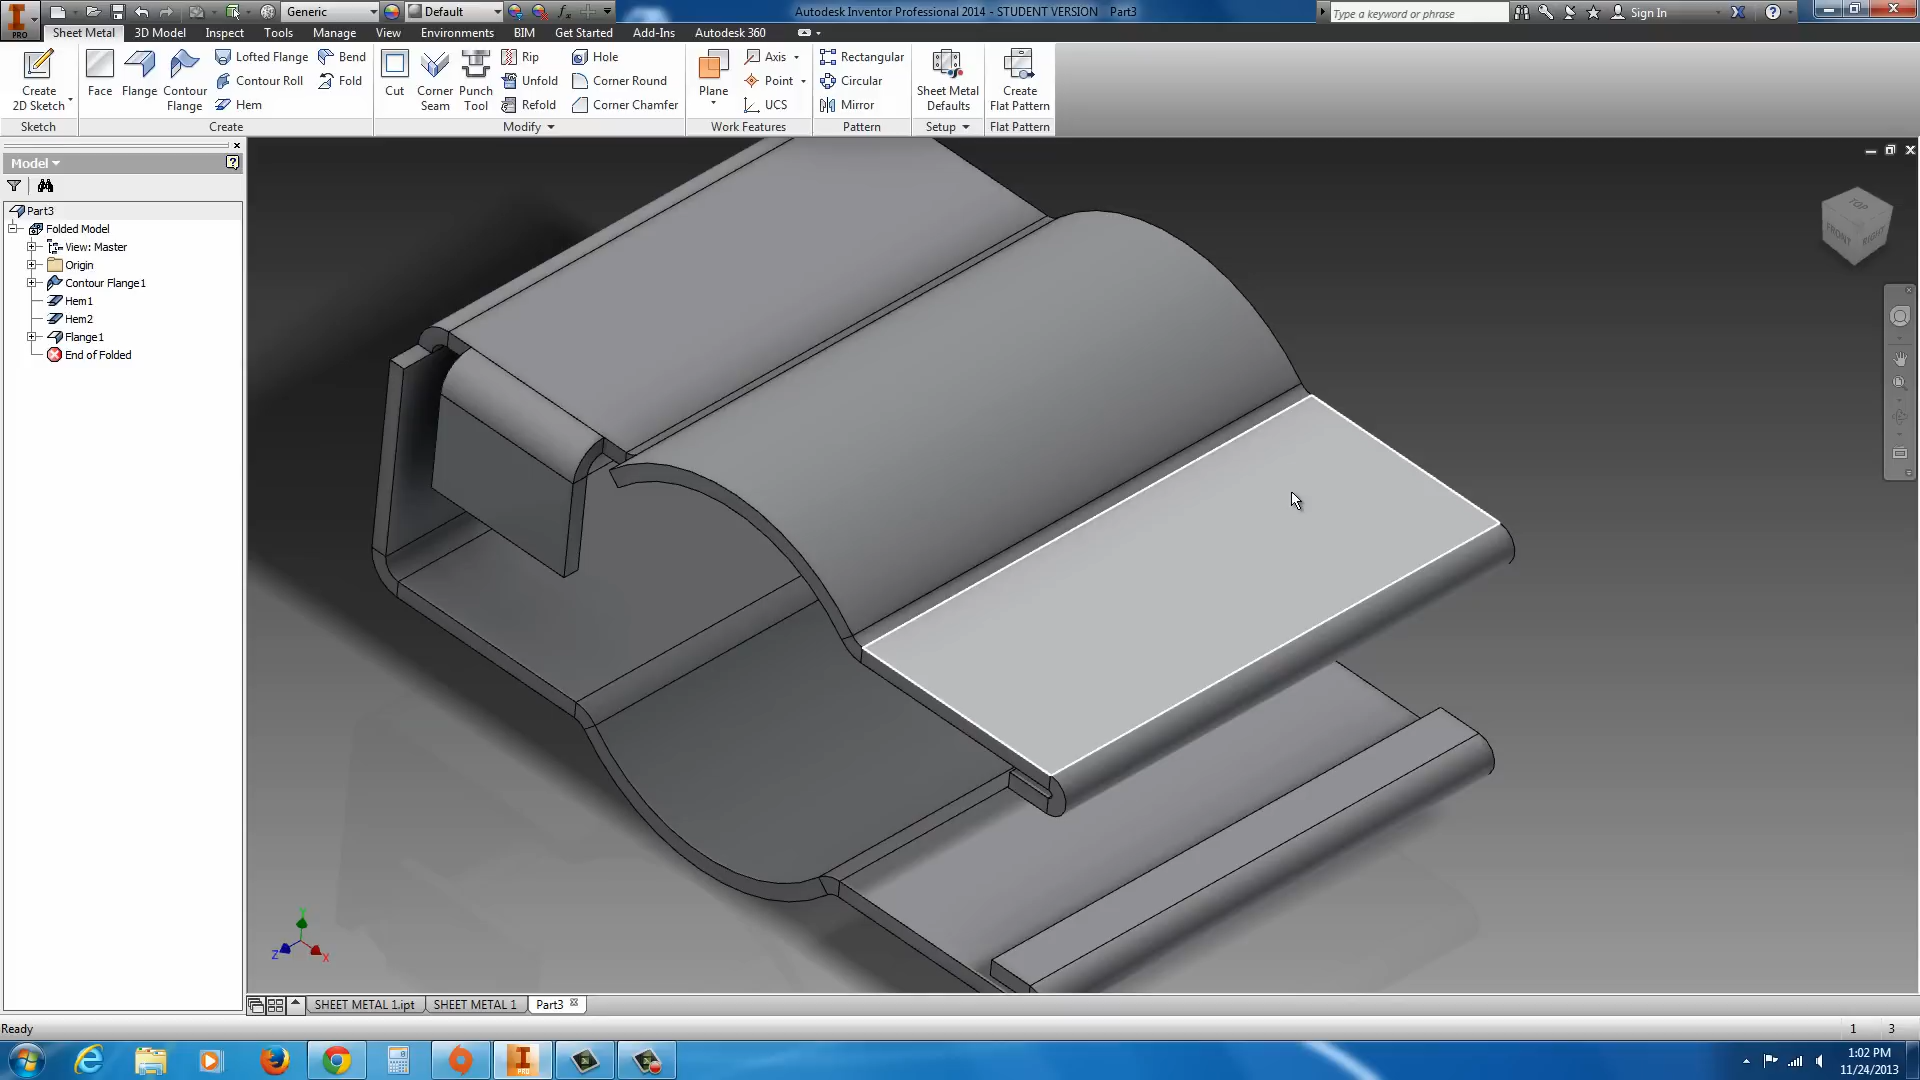 PRO
Generic
Default
Autodesk Inventor Professional 2014 - STUDENT VERSION Part3
Type a keyword or phrase
Sign In
Sheet Metal 3D Model Inspect Tools Manage View Environments BIM Get Started Add-Ins Autodesk 360
Create 2D Sketch
Face
Flange
Contour Flange
Lofted Flange
Contour Roll
Hem
Bend
Fold
Cut
Corner Seam
Punch Tool
Rip
Unfold
Refold
Hole
Corner Round
Corner Chamfer
Plane
Axis
Point
UCS
Rectangular
Circular
Mirror
Sheet Metal Defaults
Create Flat Pattern
Sketch Create Modify Work Features Pattern Setup Flat Pattern
Model
Part3
Folded Model
View: Master
Origin
Contour Flange1
Hem1
Hem2
Flange1
End of Folded
TOP
FRONT RIGHT
Y
Z
X
SHEET METAL 1.ipt SHEET METAL 1 Part3
Ready
1 3
PRO
1:02 PM
11/24/2013